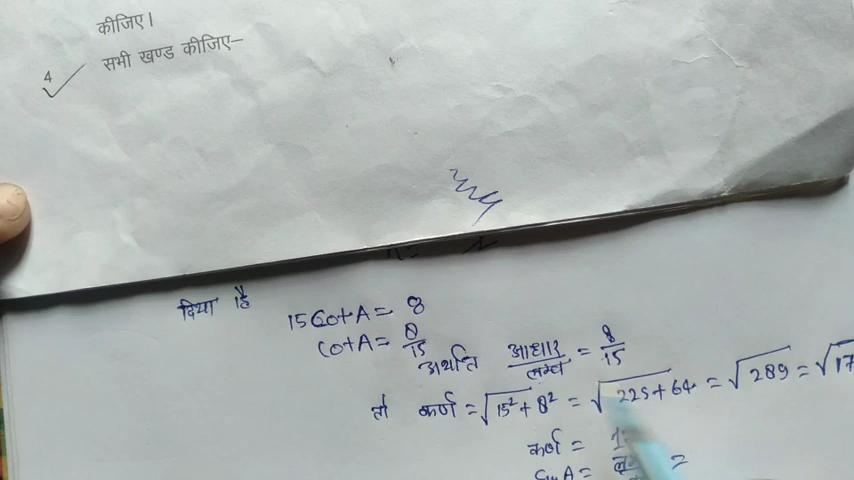 कीजिए।
4 सभी खण्ड कीजिए–
दिया है 15 Cot A = 8
Cot A = 8/15
अर्थात आधार/लम्ब = 8/15
तो कर्ण = √15² + 8² = √225 + 64 = √289 = √17
कर्ण =